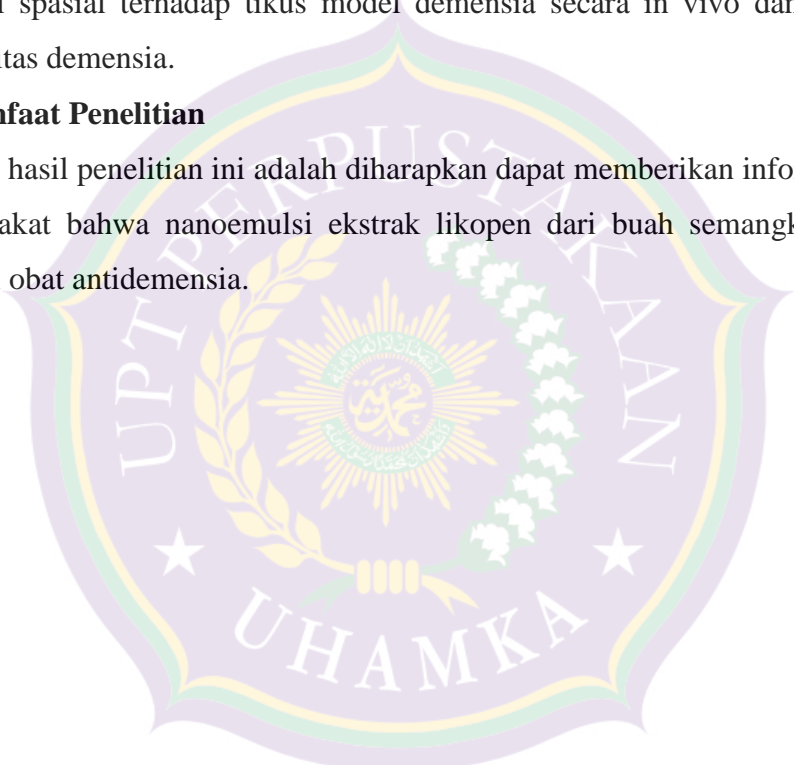 spasial terhadap tikus model demensia secara in vivo dan
itas demensia.
nfaat Penelitian
hasil penelitian ini adalah diharapkan dapat memberikan info
akat bahwa nanoemulsi ekstrak likopen dari buah semangk
obat antidemensia.
UPT PERPUSTAKAAN
UHAMKA